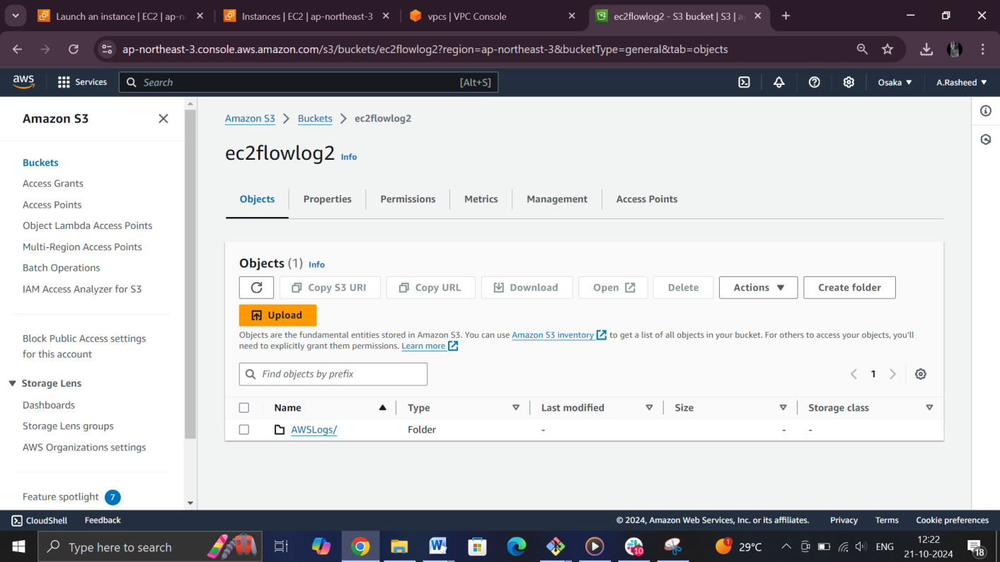 Launch an instance | EC2 | ap-n
Instances | EC2 | ap-northeast-3
vpcs | VPC Console
ec2flowlog2 - S3 bucket | S3 | a
ap-northeast-3.console.aws.amazon.com/s3/buckets/ec2flowlog2?region=ap-northeast-3&bucketType=general&tab=objects
aws
Services
Search
[Alt+S]
Osaka
A.Rasheed
Amazon S3
Buckets
Access Grants
Access Points
Object Lambda Access Points
Multi-Region Access Points
Batch Operations
IAM Access Analyzer for S3
Block Public Access settings
for this account
Storage Lens
Dashboards
Storage Lens groups
AWS Organizations settings
Feature spotlight 7
Amazon S3 > Buckets > ec2flowlog2
ec2flowlog2 Info
Objects Properties Permissions Metrics Management Access Points
Objects (1) Info
Copy S3 URI Copy URL Download Open Delete Actions Create folder
Upload
Objects are the fundamental entities stored in Amazon S3. You can use Amazon S3 inventory to get a list of all objects in your bucket. For others to access your objects, you'll
need to explicitly grant them permissions. Learn more
Find objects by prefix
1
Name Type Last modified Size Storage class
AWSLogs/ Folder - - -
CloudShell Feedback © 2024, Amazon Web Services, Inc. or its affiliates. Privacy Terms Cookie preferences
Type here to search
10
1
29°C
ENG
12:22
21-10-2024
18